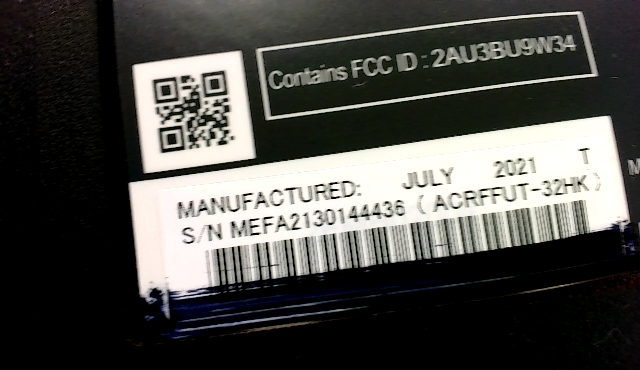 Contains FCC ID : 2AU3BU9W34
MANUFACTURED: JULY 2021 T
S/N MEFA2130144436 ( ACRFFUT-32HK )